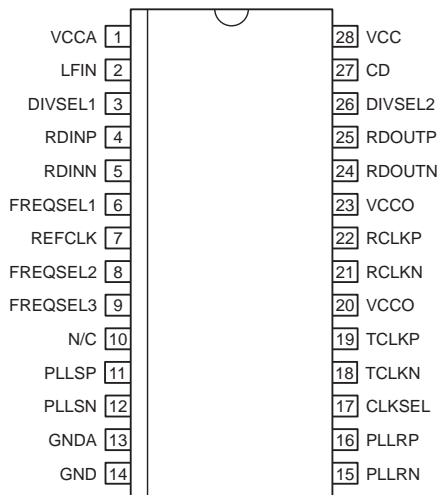 VCCA 1 28 VCC
LFIN 2 27 CD
DIVSEL1 3 26 DIVSEL2
RDINP 4 25 RDOUTP
RDINN 5 24 RDOUTN
FREQSEL1 6 23 VCCO
REFCLK 7 22 RCLKP
FREQSEL2 8 21 RCLKN
FREQSEL3 9 20 VCCO
N/C 10 19 TCLKP
PLLSP 11 18 TCLKN
PLLSN 12 17 CLKSEL
GNDA 13 16 PLLRP
GND 14 15 PLLRN